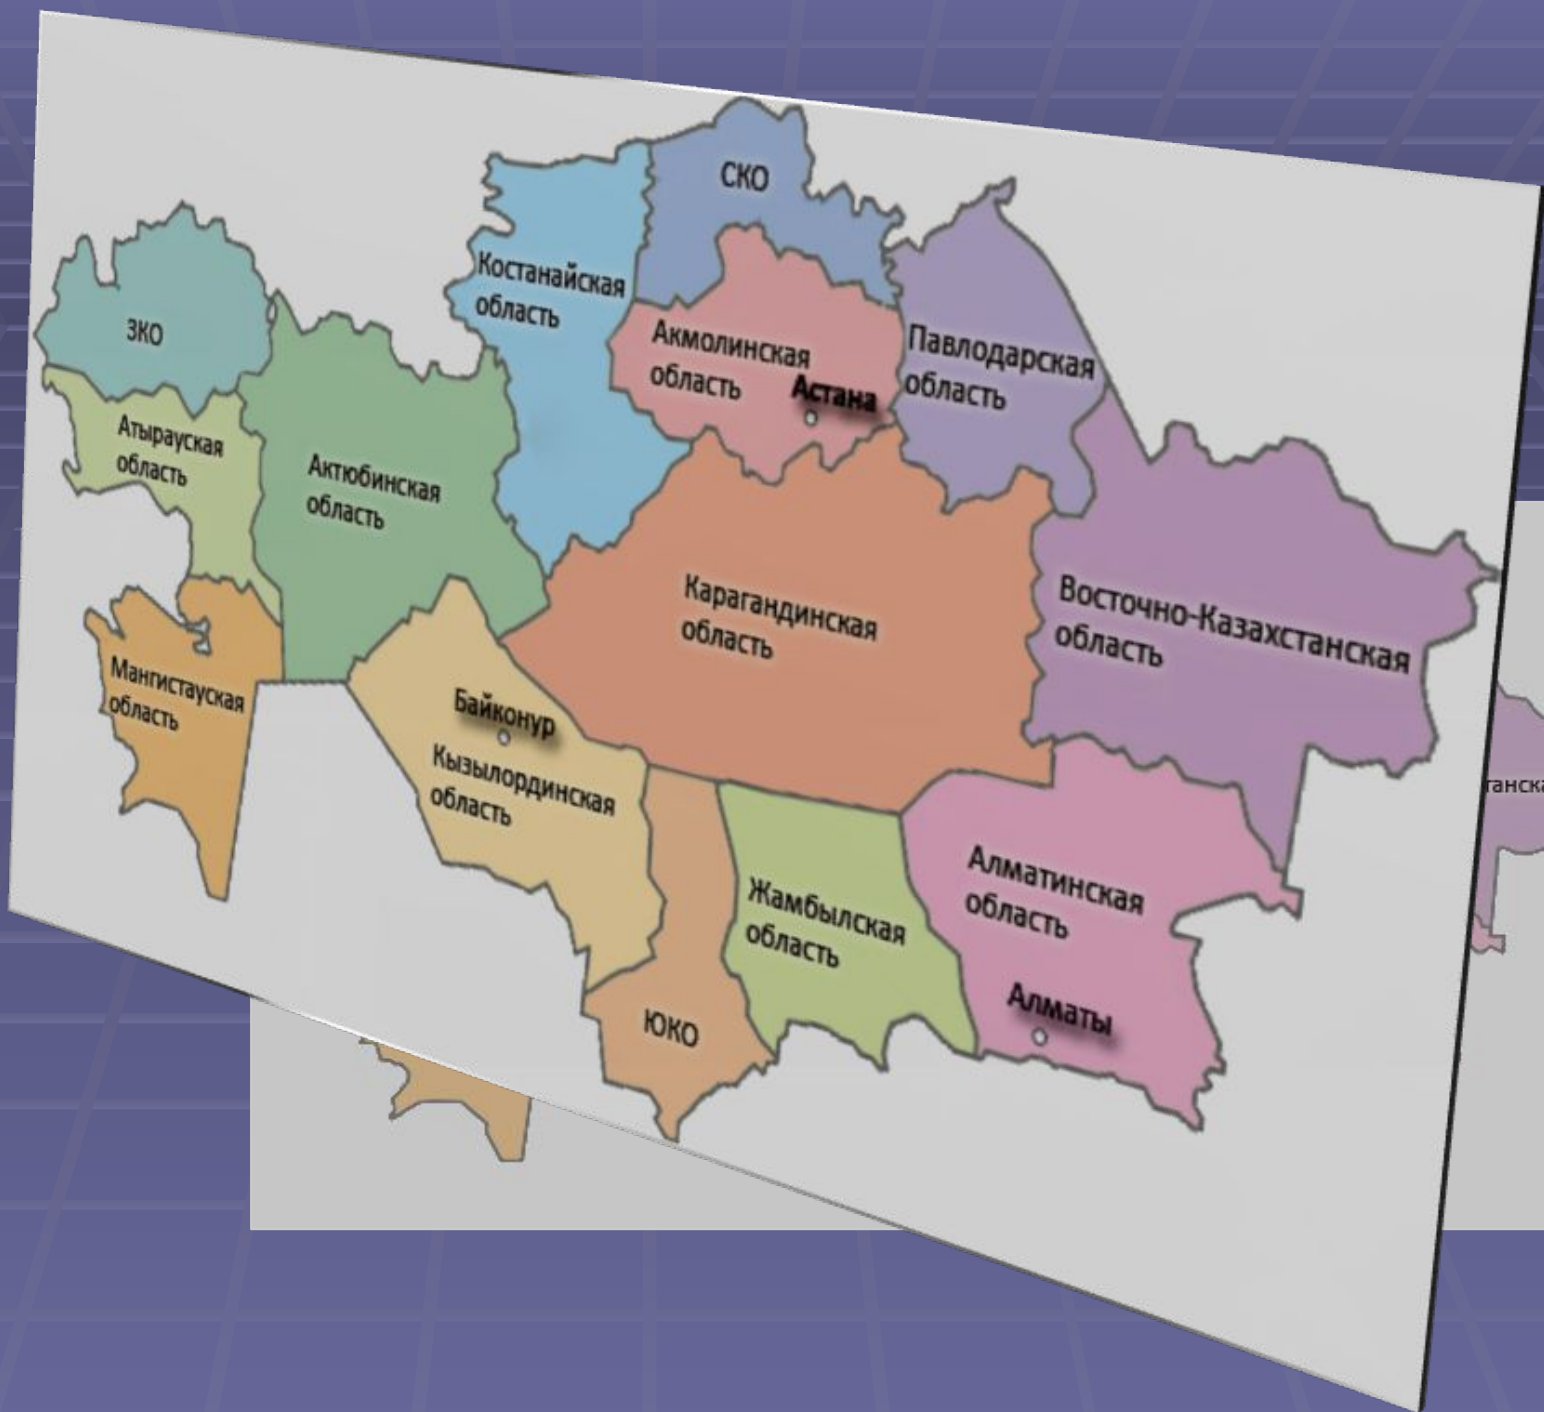 СКО
Костанайская
область
ЗКО
Акмолинская
область
Астана
Павлодарская
область
Атырауская
область
Актюбинская
область
Карагандинская
область
Восточно-Казахстанская
область
Мангистауская
область
Байконур
Кызылординская
область
Жамбылская
область
Алматинская
область
ЮКО
Алматы